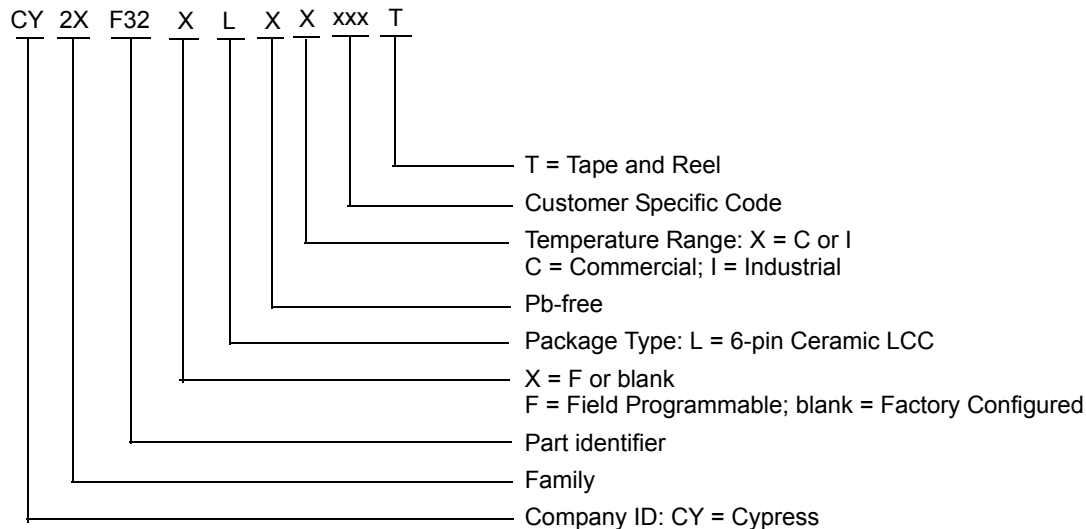 CY 2X F32 X L X X xxx T
T = Tape and Reel
Customer Specific Code
Temperature Range: X = C or I
C = Commercial; I = Industrial
Pb-free
Package Type: L = 6-pin Ceramic LCC
X = F or blank
F = Field Programmable; blank = Factory Configured
Part identifier
Family
Company ID: CY = Cypress